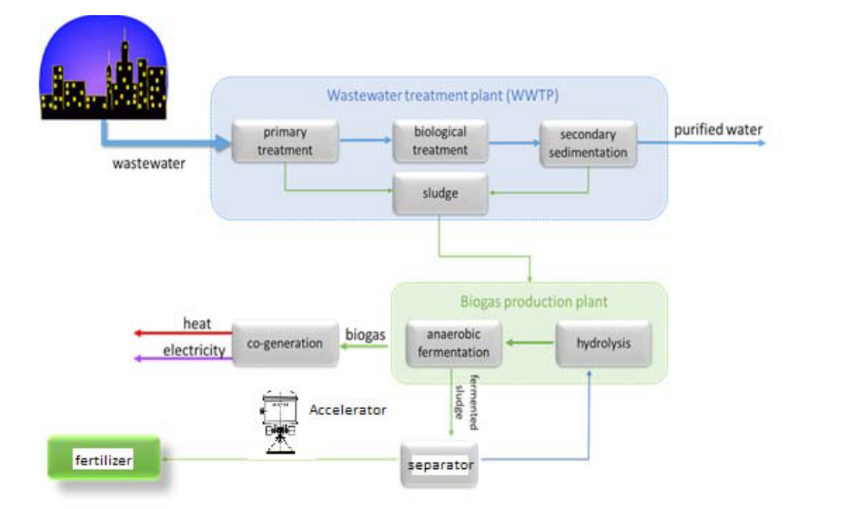 Wastewater treatment plant (WWTP)
primary
treatment
biological
treatment
secondary
sedimentation
purified water
wastewater
sludge
Biogas production plant
heat
electricity
co-generation
biogas
anaerobic
fermentation
hydrolysis
fermented
sludge
Accelerator
fertilizer
separator